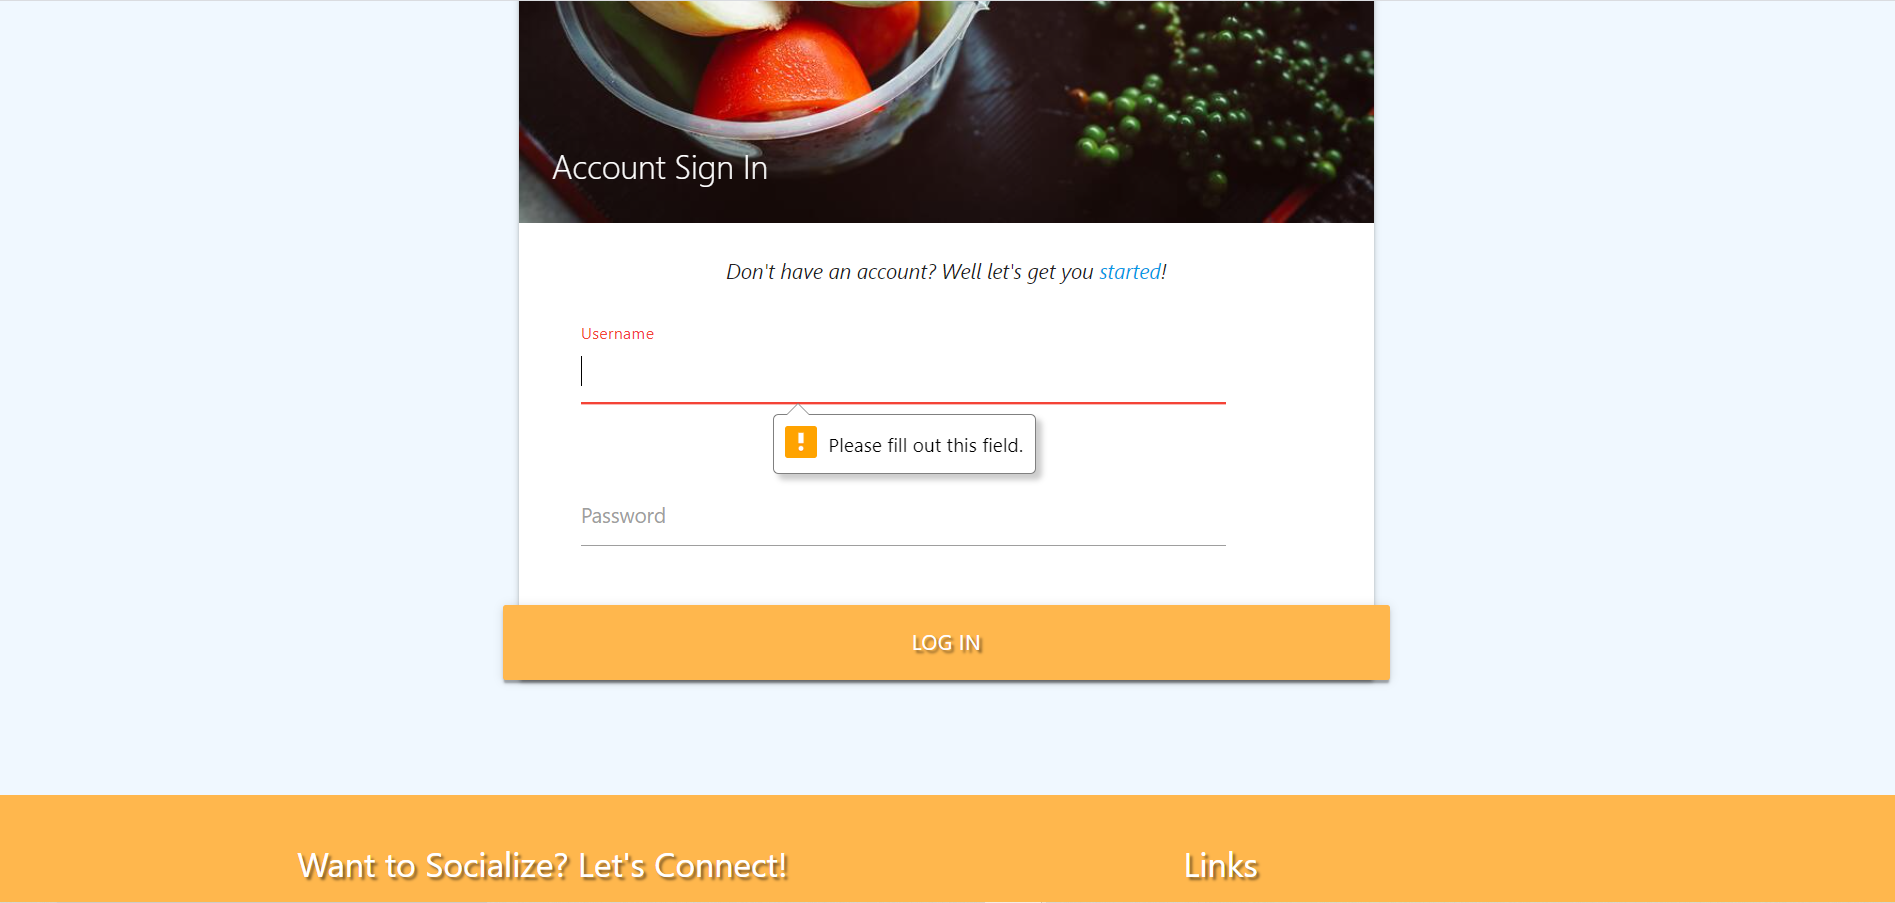 Account Sign In
Don't have an account? Well let's get you started!
Username
Please fill out this field.
Password
LOG IN
Want to Socialize? Let's Connect!
Links